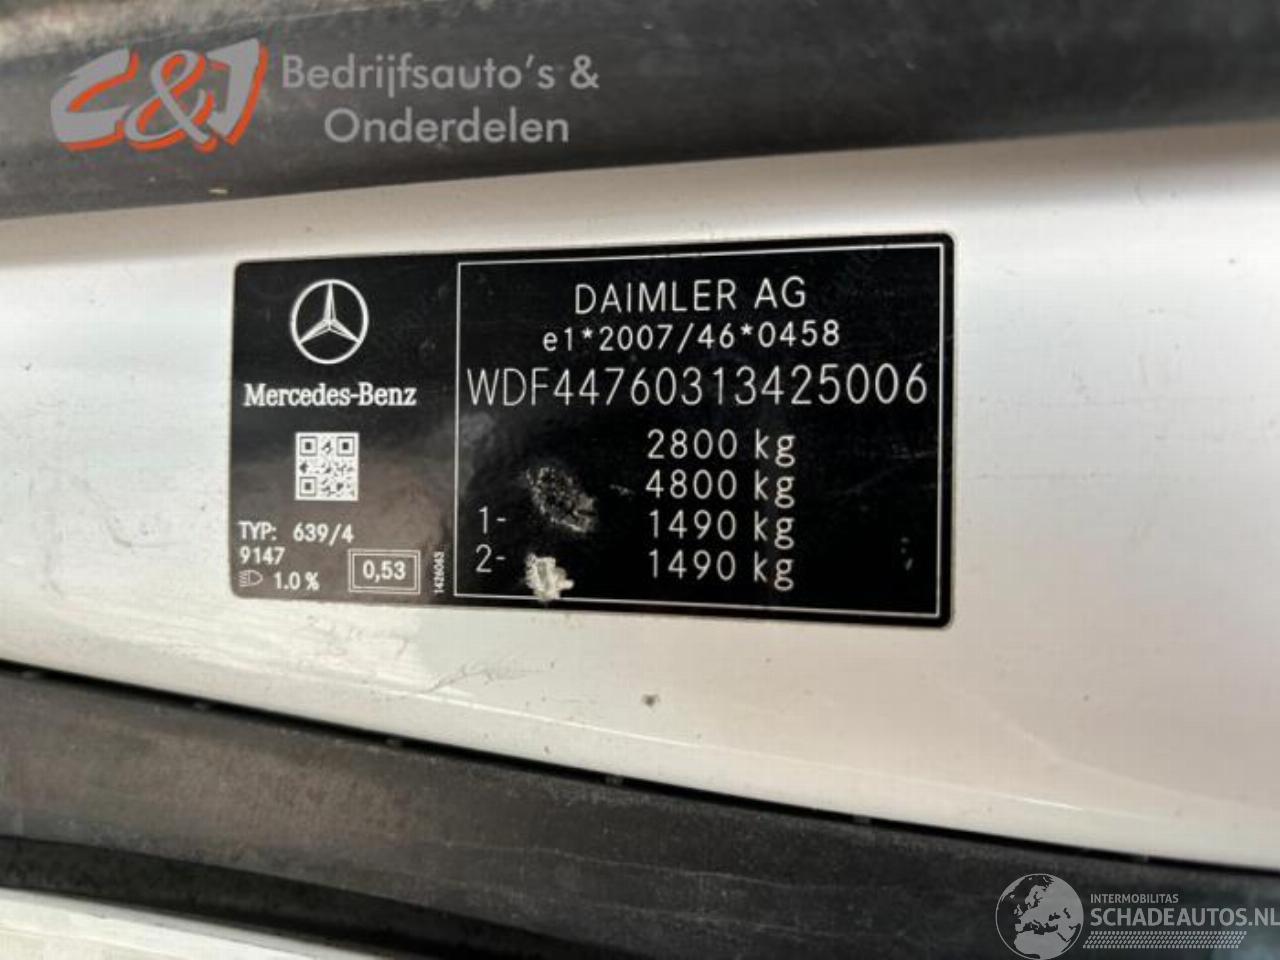 C&J Bedrijfsauto's &
Onderdelen
DAIMLER AG
e1*2007/46*0458
WDF44760313425006
2800 kg
4800 kg
1- 1490 kg
2- 1490 kg
Mercedes-Benz
TYP: 639/4
9147
1.0 %
0,53
1426063
INTERMOBILITAS
SCHADEAUTOS.NL